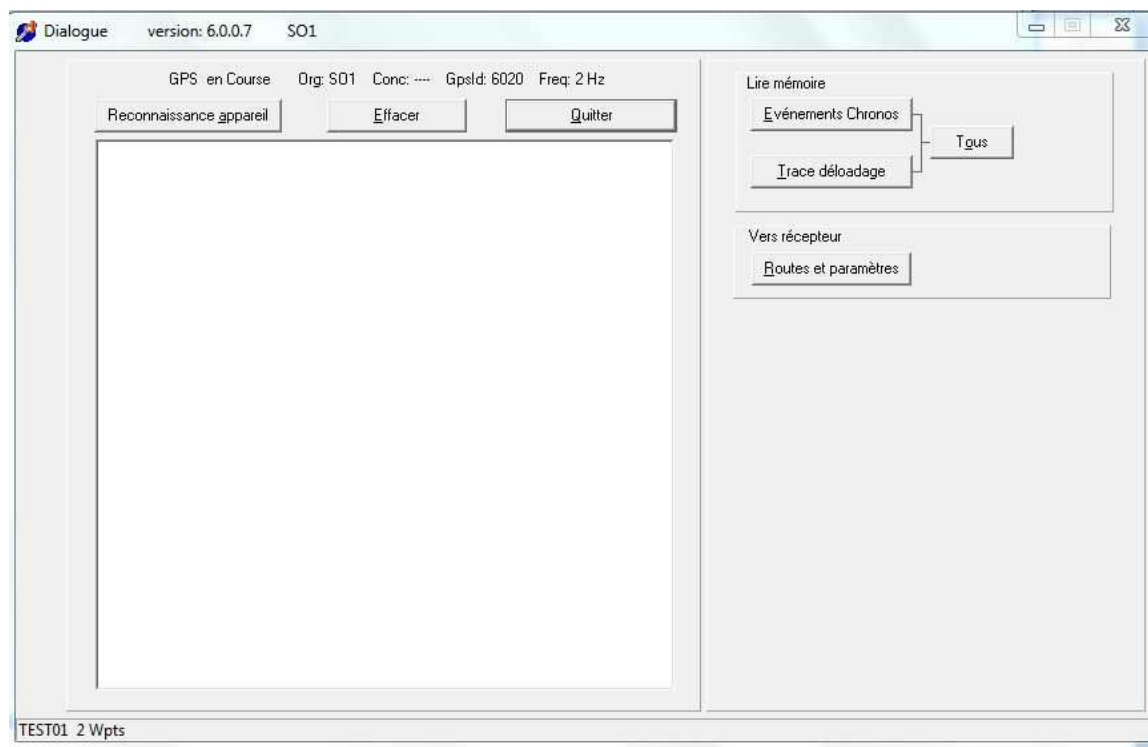 Dialogue version: 6.0.0.7 SO1
GPS en Course Org: SO1 Conc: ---- GpsId: 6020 Freq: 2 Hz
Reconnaissance appareil Effacer Quitter
Lire mémoire
Evénements Chronos
Tous
Trace déloadage
Vers récepteur
Routes et paramètres
TEST01 2 Wpts